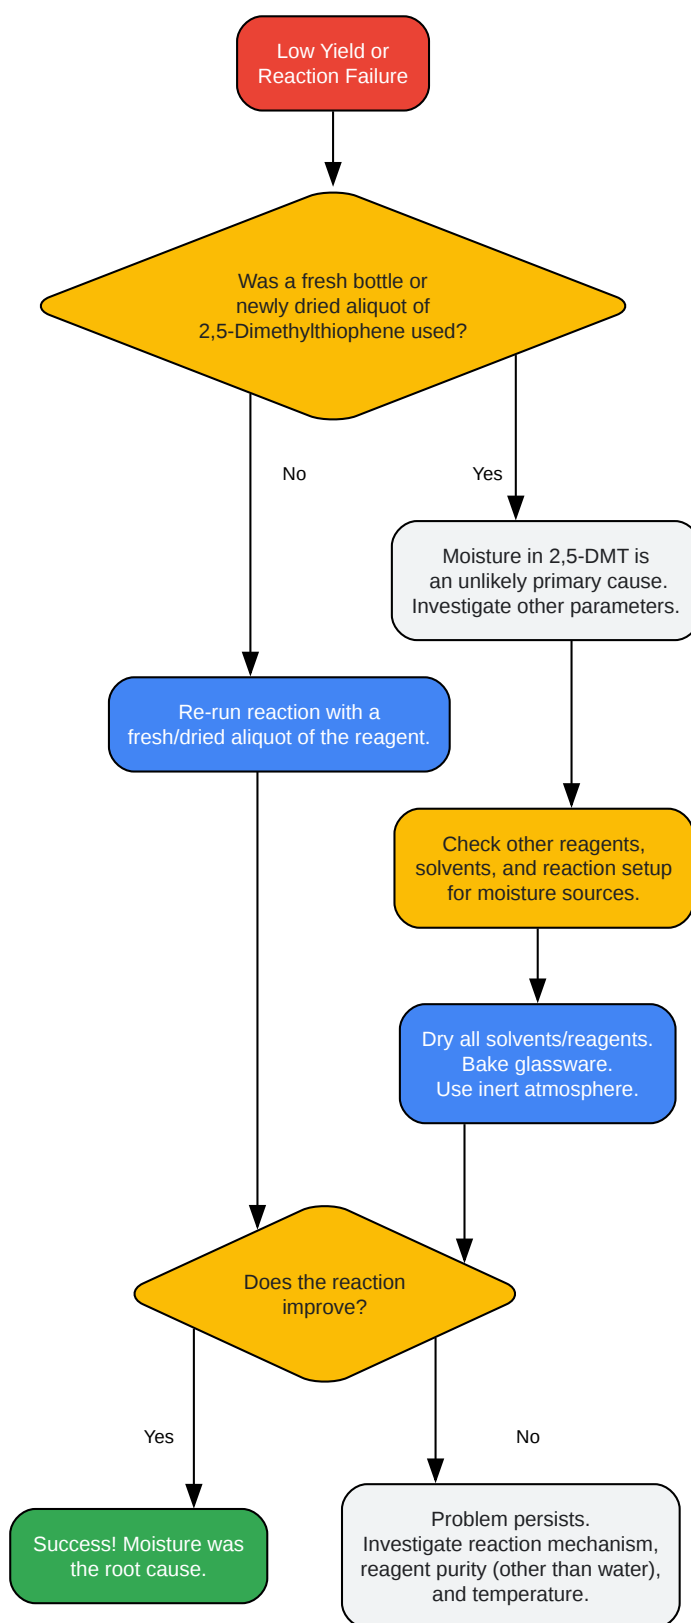 Low Yield or
Reaction Failure
Was a fresh bottle or
newly dried aliquot of
2,5-Dimethylthiophene used?
No
Yes
Moisture in 2,5-DMT is
an unlikely primary cause.
Investigate other parameters.
Re-run reaction with a
fresh/dried aliquot of the reagent.
Check other reagents,
solvents, and reaction setup
for moisture sources.
Dry all solvents/reagents.
Bake glassware.
Use inert atmosphere.
Does the reaction
improve?
Yes
No
Success! Moisture was
the root cause.
Problem persists.
Investigate reaction mechanism,
reagent purity (other than water),
and temperature.